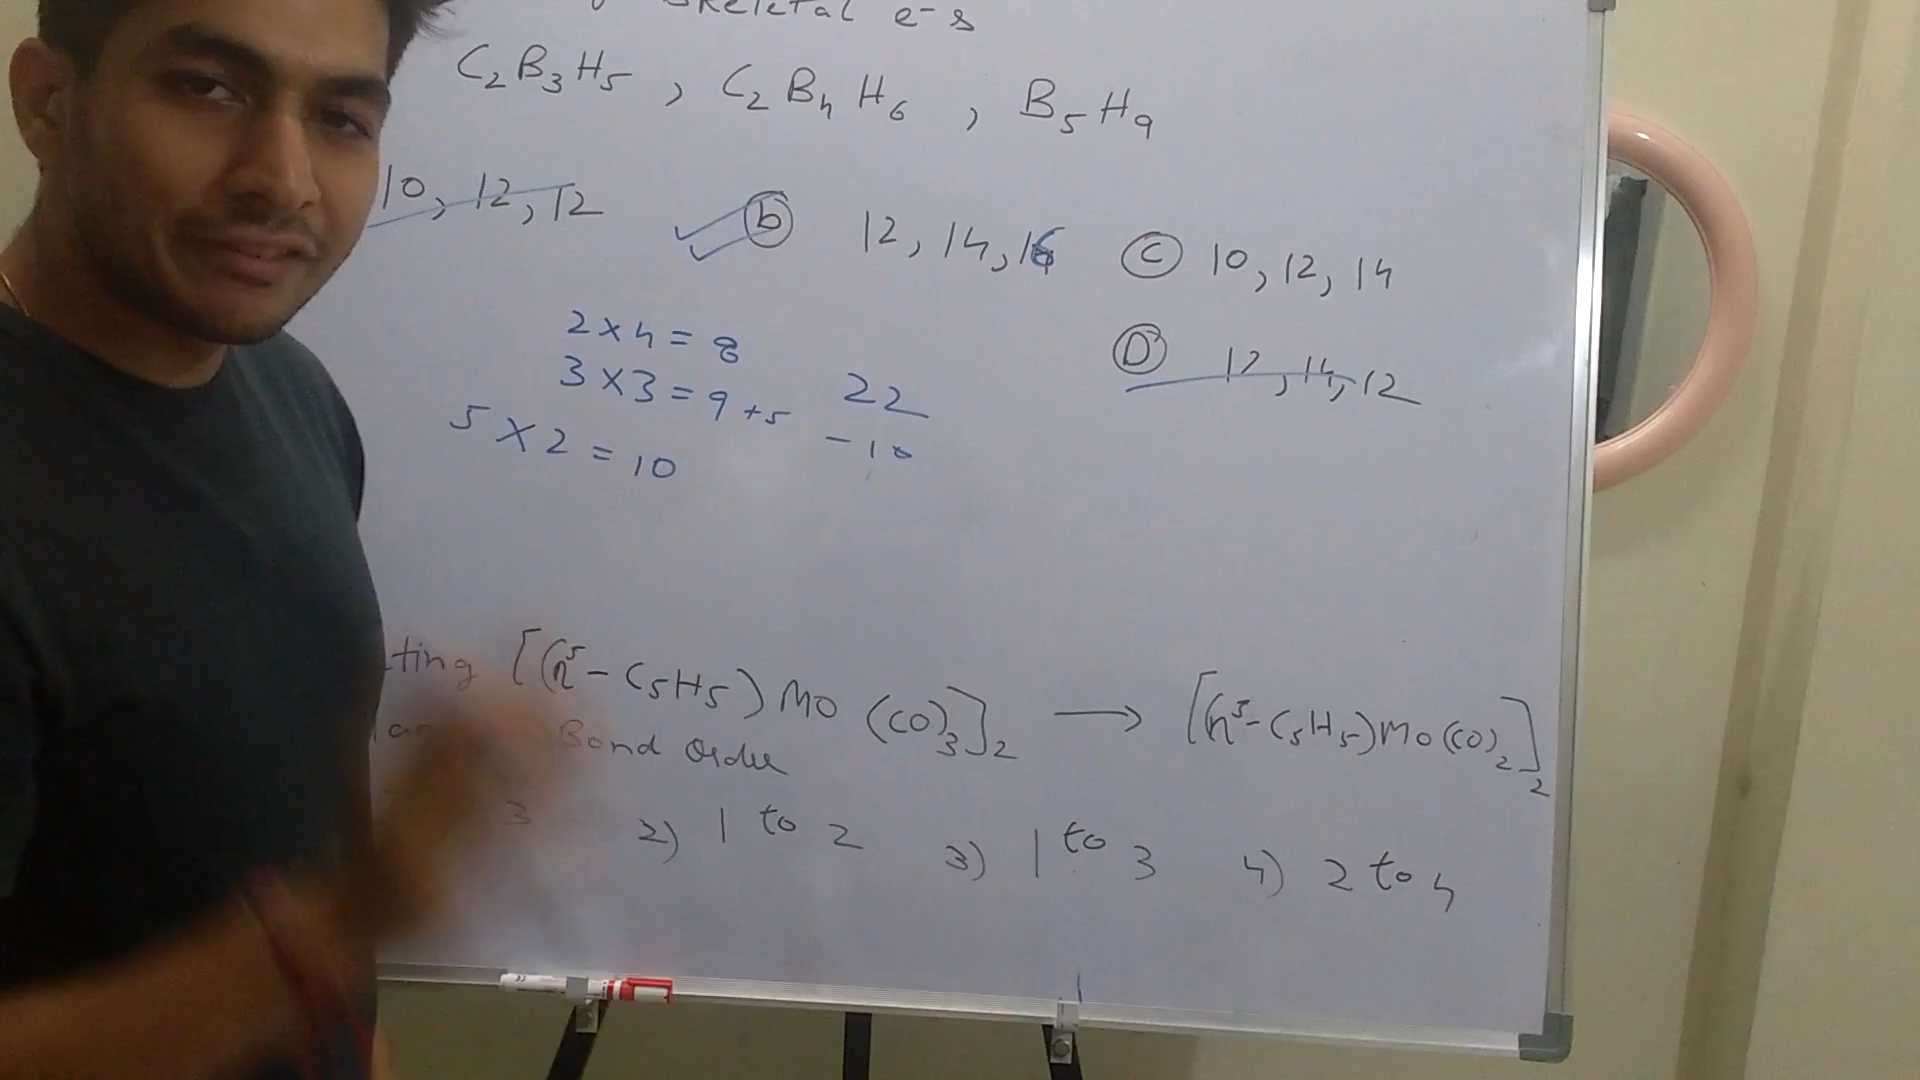 skeletal e-s
C₂B₃H₅ , C₂B₄H₆ , B₅H₉
10, 12, 12 ⓑ 12, 14, 16 ⓒ 10, 12, 14
Ⓓ 12, 14, 12
2 × 4 = 8
3 × 3 = 9 + 5 22
5 × 2 = 10 - 10
[(η⁵-C₅H₅) Mo (CO)₃]₂ → [(η⁵-C₅H₅)Mo(CO)₂]₂
Bond Order
3 2) 1 to 2 3) 1 to 3 4) 2 to 4